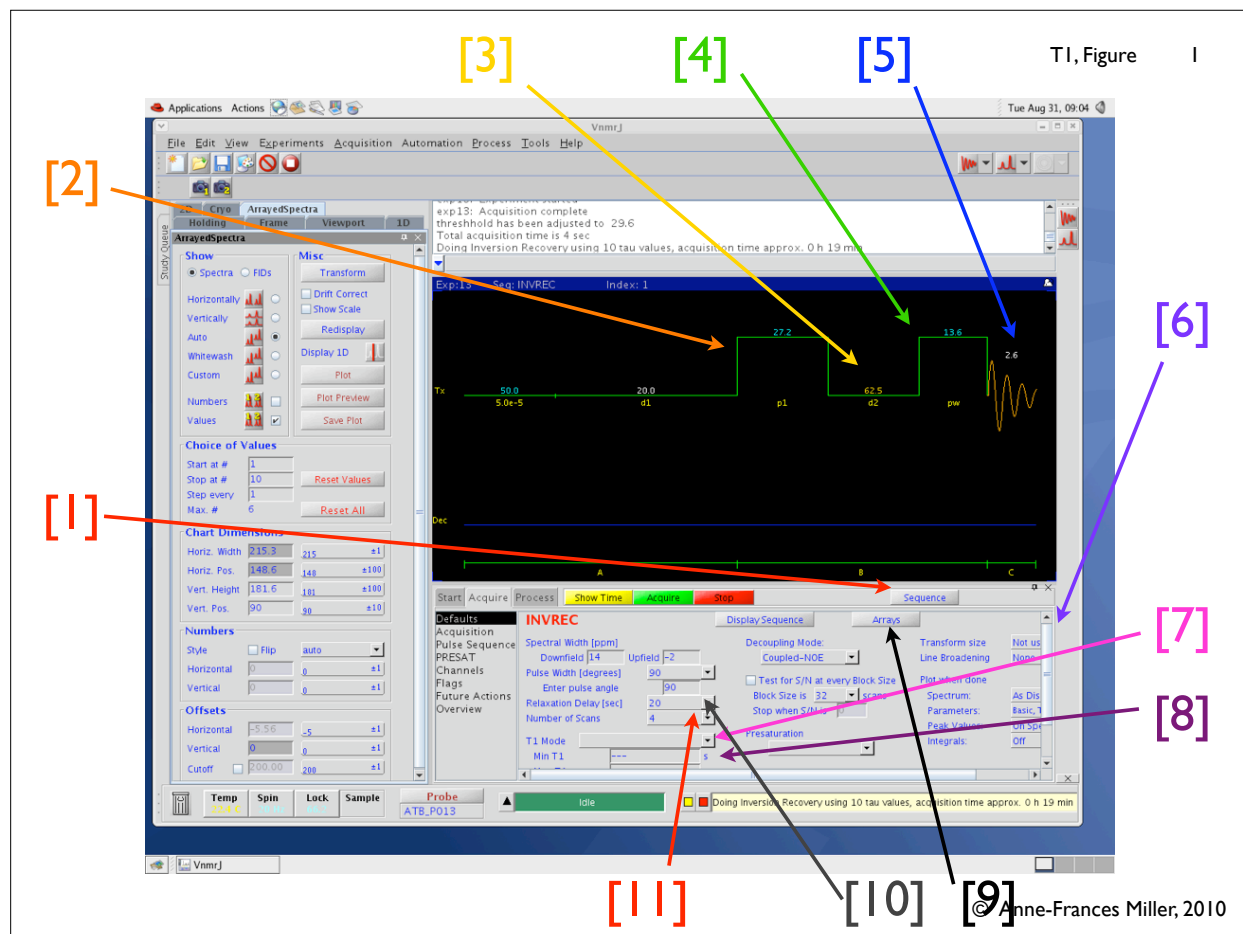 [3] [4] [5] T1, Figure 1
Applications Actions Tue Aug 31, 09:04
VnmrJ
File Edit View Experiments Acquisition Automation Process Tools Help
[2]
2D Cryo ArrayedSpectra
Holding Frame Viewport 1D
Study Queue
ArrayedSpectra
Show
Spectra FIDs
Horizontally
Vertically
Auto
Whitewash
Custom
Numbers
Values
Misc
Transform
Drift Correct
Show Scale
Redisplay
Display 1D
Plot
Plot Preview
Save Plot
Choice of Values
Start at # 1
Stop at # 10 Reset Values
Step every 1
Max. # 6 Reset All
[1]
Chart Dimensions
Horiz. Width 215.3 215 ±1
Horiz. Pos. 148.6 148 ±100
Vert. Height 181.6 181 ±100
Vert. Pos. 90 90 ±10
Numbers
Style Flip auto
Horizontal 0 0 ±1
Vertical 0 0 ±1
Offsets
Horizontal -5.56 -5 ±1
Vertical 0 0 ±1
Cutoff 200.00 200 ±1
exp13: Acquisition complete
threshhold has been adjusted to 29.6
Total acquisition time is 4 sec
Doing Inversion Recovery using 10 tau values, acquisition time approx. 0 h 19 min
Exp:13 Seq: INVREC Index: 1
[6]
27.2 13.6
2.6
Tx 50.0 20.0 62.5
5.0e-5 d1 p1 d2 pw
Dec
A B C
Start Acquire Process Show Time Acquire Stop Sequence
Defaults
Acquisition
Pulse Sequence
PRESAT
Channels
Flags
Future Actions
Overview
INVREC Display Sequence Arrays
Spectral Width [ppm]
Downfield 14 Upfield -2
Pulse Width [degrees] 90
Enter pulse angle 90
Relaxation Delay [sec] 20
Number of Scans 4
T1 Mode
Min T1 --- s
Decoupling Mode:
Coupled-NOE
Test for S/N at every Block Size
Block Size is 32 scans
Stop when S/N is
Presaturation
Transform size Not us
Line Broadening None
Plot when done
Spectrum: As Dis
Parameters: Basic, T
Peak Values: On Spe
Integrals: Off
[7]
[8]
Temp Spin Lock Sample Probe
ATB_P013
Idle
Doing Inversion Recovery using 10 tau values, acquisition time approx. 0 h 19 min
VnmrJ
[11] [10] [9]
© Anne-Frances Miller, 2010